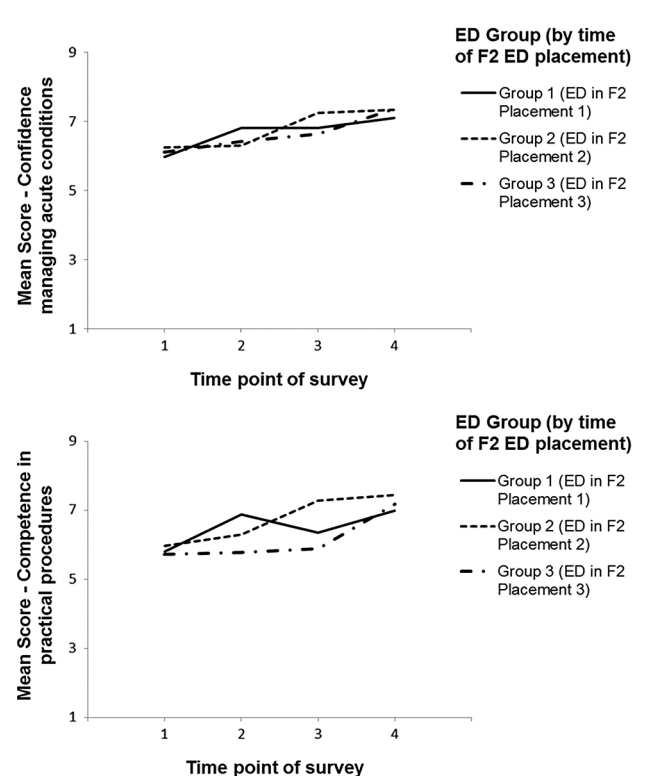 ED Group (by time
of F2 ED placement)
Group 1 (ED in F2
Placement 1)
Group 2 (ED in F2
Placement 2)
Group 3 (ED in F2
Placement 3)
Mean Score - Confidence
managing acute conditions
9
7
5
3
1
1 2 3 4
Time point of survey
ED Group (by time
of F2 ED placement)
Group 1 (ED in F2
Placement 1)
Group 2 (ED in F2
Placement 2)
Group 3 (ED in F2
Placement 3)
Mean Score - Competence in
practical procedures
9
7
5
3
1
1 2 3 4
Time point of survey